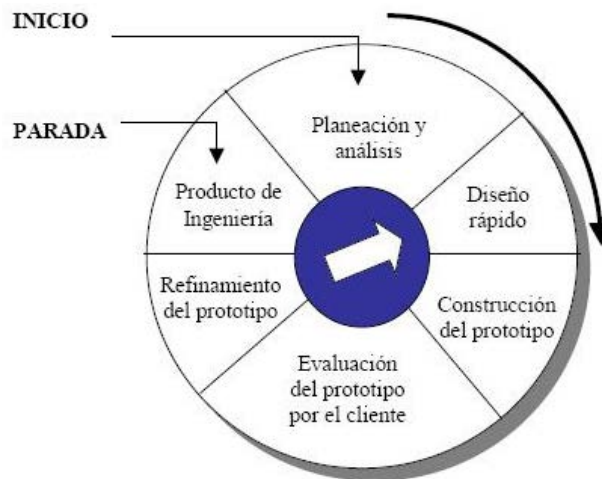 INICIO
PARADA
Planeación y
análisis
Diseño
rápido
Construcción
del prototipo
Evaluación
del prototipo
por el cliente
Refinamiento
del prototipo
Producto de
Ingeniería